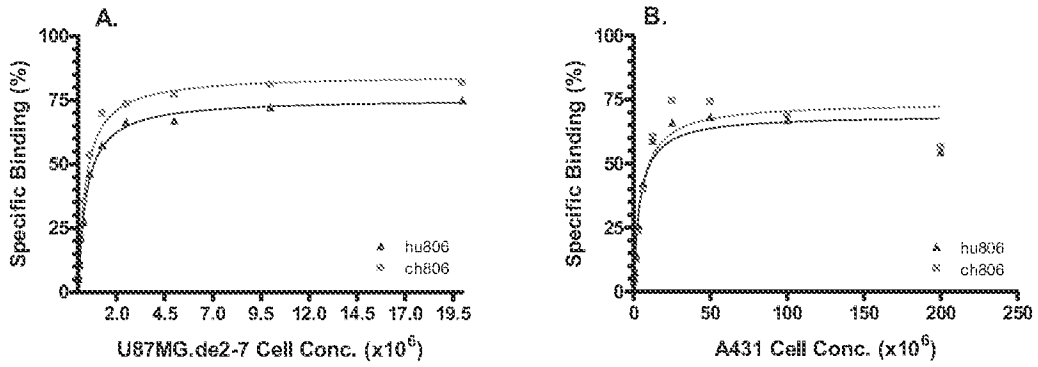 A.
100
75
50
25
0
Specific Binding (%)
hu806
ch806
2.0 4.5 7.0 9.5 12.0 14.5 17.0 19.5
U87MG.de2-7 Cell Conc. (x10⁶)
B.
100
75
50
25
0
Specific Binding (%)
hu806
ch806
0 50 100 150 200 250
A431 Cell Conc. (x10⁶)